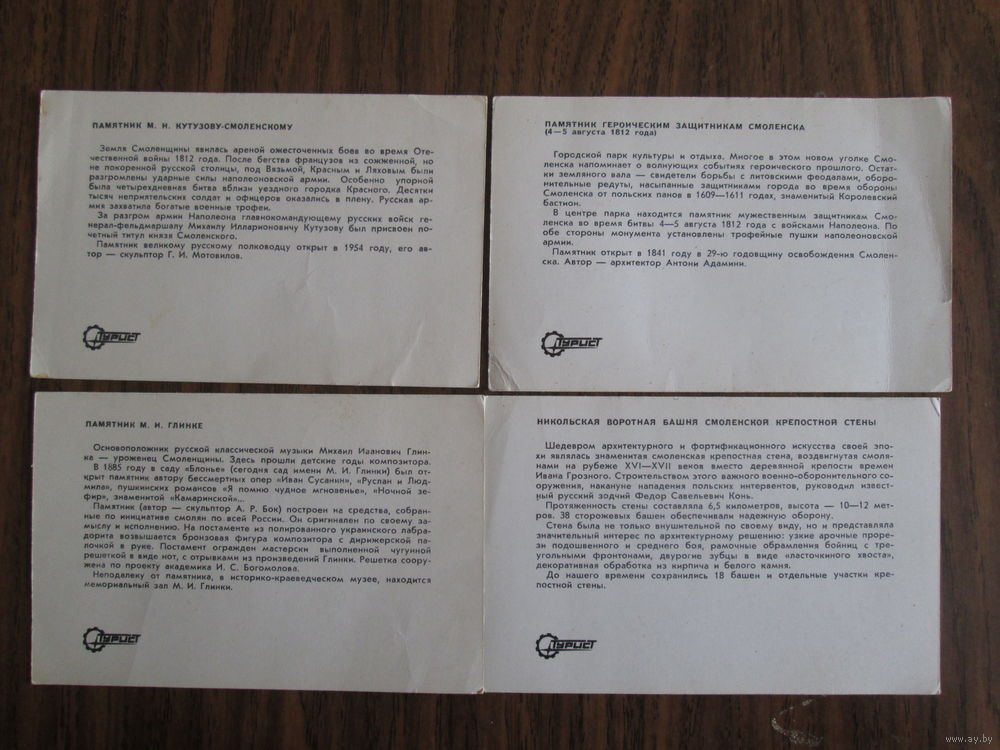 ПАМЯТНИК М. Н. КУТУЗОВУ-СМОЛЕНСКОМУ
Земля Смоленщины явилась ареной ожесточенных боев во время Оте-
чественной войны 1812 года. После бегства французов из сожженной, но
не покоренной русской столицы, под Вязьмой, Красным и Ляховым были
разгромлены ударные силы наполеоновской армии. Особенно упорной
была четырехдневная битва вблизи уездного городка Красного. Десятки
тысяч неприятельских солдат и офицеров оказались в плену. Русская ар-
мия захватила богатые военные трофеи.
За разгром армии Наполеона главнокомандующему русских войск ге-
нерал-фельдмаршалу Михаилу Илларионовичу Кутузову был присвоен по-
четный титул князя Смоленского.
Памятник великому русскому полководцу открыт в 1954 году, его ав-
тор — скульптор Г. И. Мотовилов.
ТУРИСТ
ПАМЯТНИК ГЕРОИЧЕСКИМ ЗАЩИТНИКАМ СМОЛЕНСКА
(4—5 августа 1812 года)
Городской парк культуры и отдыха. Многое в этом новом уголке Смо-
ленска напоминает о волнующих событиях героического прошлого. Остат-
ки земляного вала — свидетели борьбы с литовскими феодалами, оборо-
нительные редуты, насыпанные защитниками города во время обороны
Смоленска от польских панов в 1609—1611 годах, знаменитый Королевский
бастион.
В центре парка находится памятник мужественным защитникам Смо-
ленска во время битвы 4—5 августа 1812 года с войсками Наполеона. По
обе стороны монумента установлены трофейные пушки наполеоновской
армии.
Памятник открыт в 1841 году в 29-ю годовщину освобождения Смолен-
ска. Автор — архитектор Антони Адамини.
ТУРИСТ
ПАМЯТНИК М. И. ГЛИНКЕ
Основоположник русской классической музыки Михаил Иванович Глин-
ка — уроженец Смоленщины. Здесь прошли детские годы композитора.
В 1885 году в саду «Блонье» (сегодня сад имени М. И. Глинки) был от-
крыт памятник автору бессмертных опер «Иван Сусанин», «Руслан и Люд-
мила», пушкинских романсов «Я помню чудное мгновенье», «Ночной зе-
фир», знаменитой «Камаринской»...
Памятник (автор — скульптор А. Р. Бок) построен на средства, собран-
ные по инициативе смолян по всей России. Он оригинален по своему за-
мыслу и исполнению. На постаменте из полированного украинского лабра-
дорита возвышается бронзовая фигура композитора с дирижерской па-
лочкой в руке. Постамент огражден мастерски выполненной чугунной
решеткой в виде нот, с отрывками из произведений Глинки. Решетка соору-
жена по проекту академика И. С. Богомолова.
Неподалеку от памятника, в историко-краеведческом музее, находится
мемориальный зал М. И. Глинки.
ТУРИСТ
НИКОЛЬСКАЯ ВОРОТНАЯ БАШНЯ СМОЛЕНСКОЙ КРЕПОСТНОЙ СТЕНЫ
Шедевром архитектурного и фортификационного искусства своей эпо-
хи являлась знаменитая смоленская крепостная стена, воздвигнутая смоля-
нами на рубеже XVI—XVII веков вместо деревянной крепости времен
Ивана Грозного. Строительством этого важного военно-оборонительного со-
оружения, накануне нападения польских интервентов, руководил извест-
ный русский зодчий Федор Савельевич Конь.
Протяженность стены составляла 6,5 километров, высота — 10—12 мет-
ров. 38 сторожевых башен обеспечивали надежную оборону.
Стена была не только внушительной по своему виду, но и представляла
значительный интерес по архитектурному решению: узкие арочные проре-
зи подошвенного и среднего боя, рамочные обрамления бойниц с тре-
угольными фронтонами, двурогие зубцы в виде «ласточкиного хвоста»,
декоративная обработка из кирпича и белого камня.
До нашего времени сохранились 18 башен и отдельные участки кре-
постной стены.
ТУРИСТ
www.ay.by